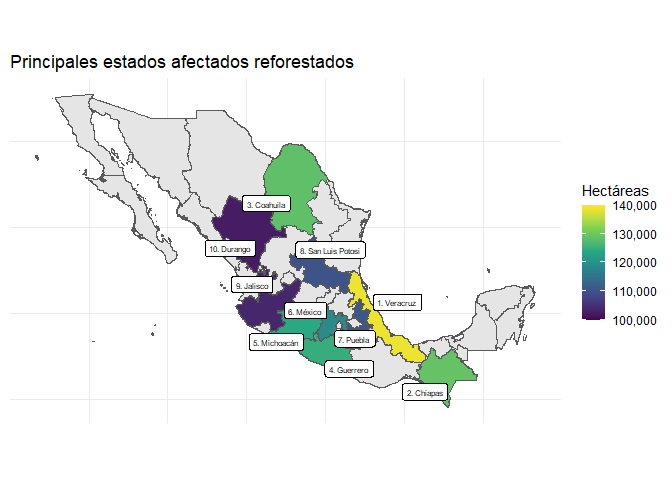 Principales estados afectados reforestados
3. Coahuila
10. Durango
8. San Luis Potosí
9. Jalisco
1. Veracruz
6. México
7. Puebla
5. Michoacán
4. Guerrero
2. Chiapas
Hectáreas
140,000
130,000
120,000
110,000
100,000